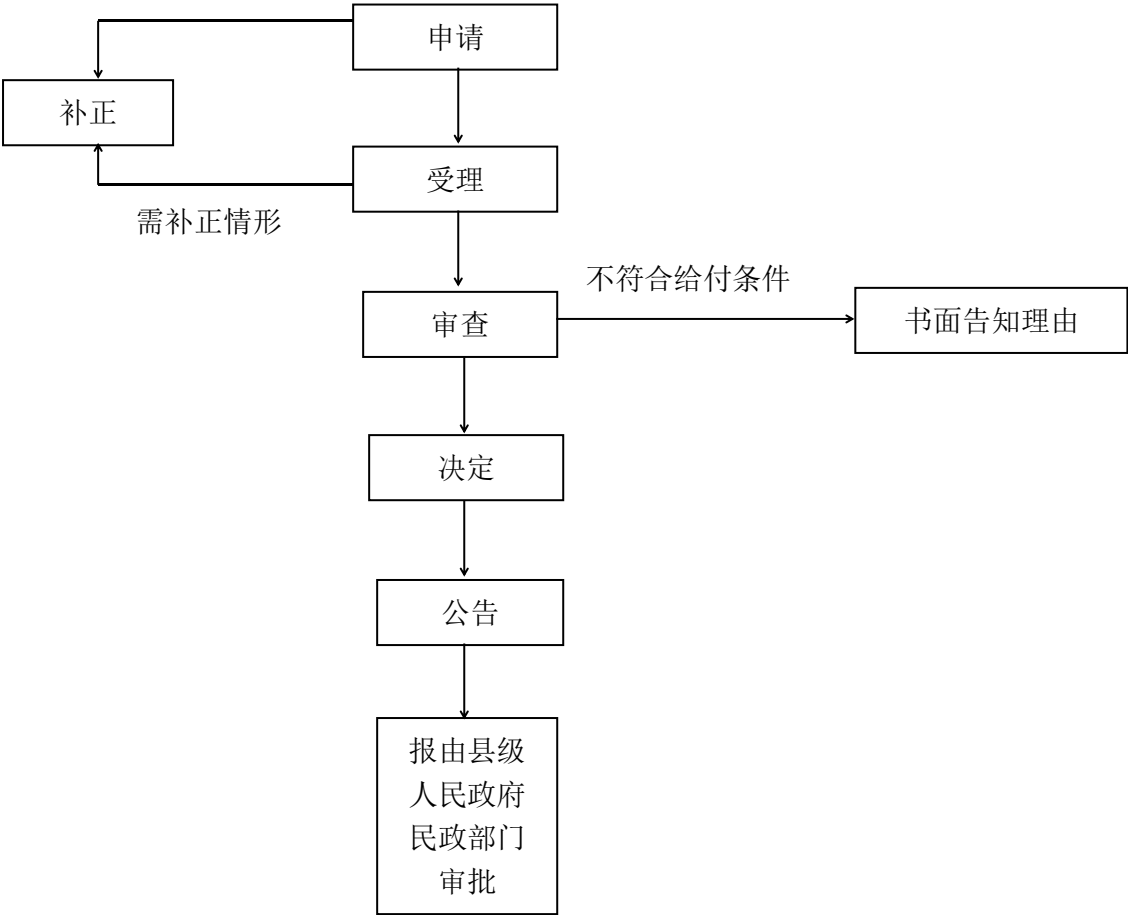 申请
补正
受理
需补正情形
不符合给付条件
审查
书面告知理由
决定
公告
报由县级
人民政府
民政部门
审批